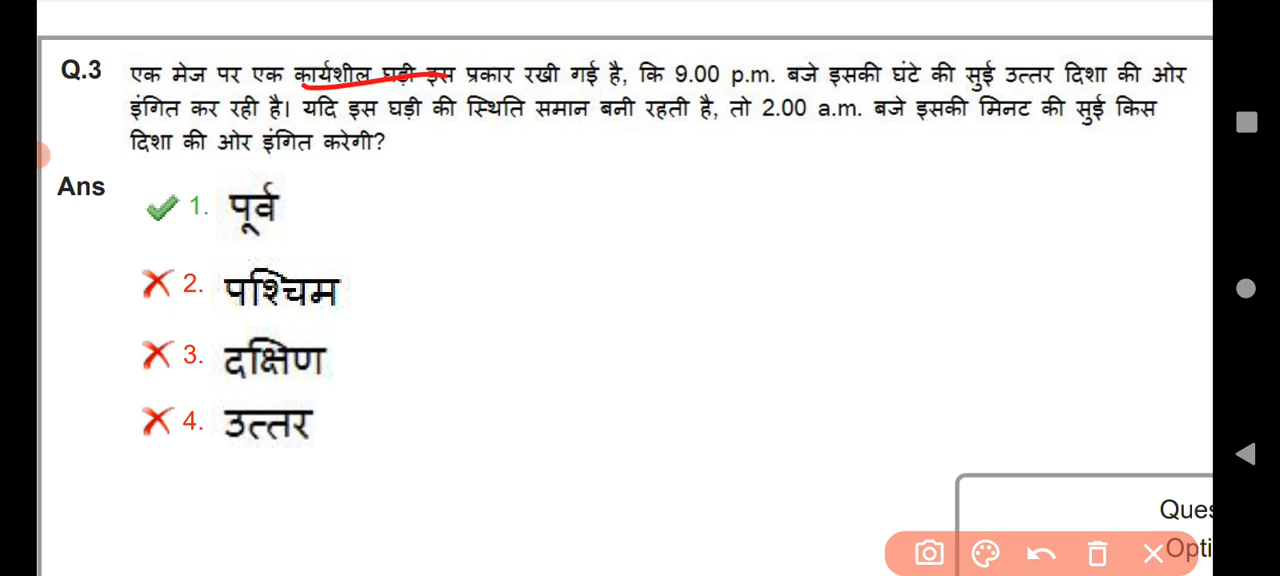 Q.3 एक मेज पर एक कार्यशील घड़ी इस प्रकार रखी गई है, कि 9.00 p.m. बजे इसकी घंटे की सुई उत्तर दिशा की ओर
इंगित कर रही है। यदि इस घड़ी की स्थिति समान बनी रहती है, तो 2.00 a.m. बजे इसकी मिनट की सुई किस
दिशा की ओर इंगित करेगी?
Ans
1. पूर्व
2. पश्चिम
3. दक्षिण
4. उत्तर
Ques
Opti